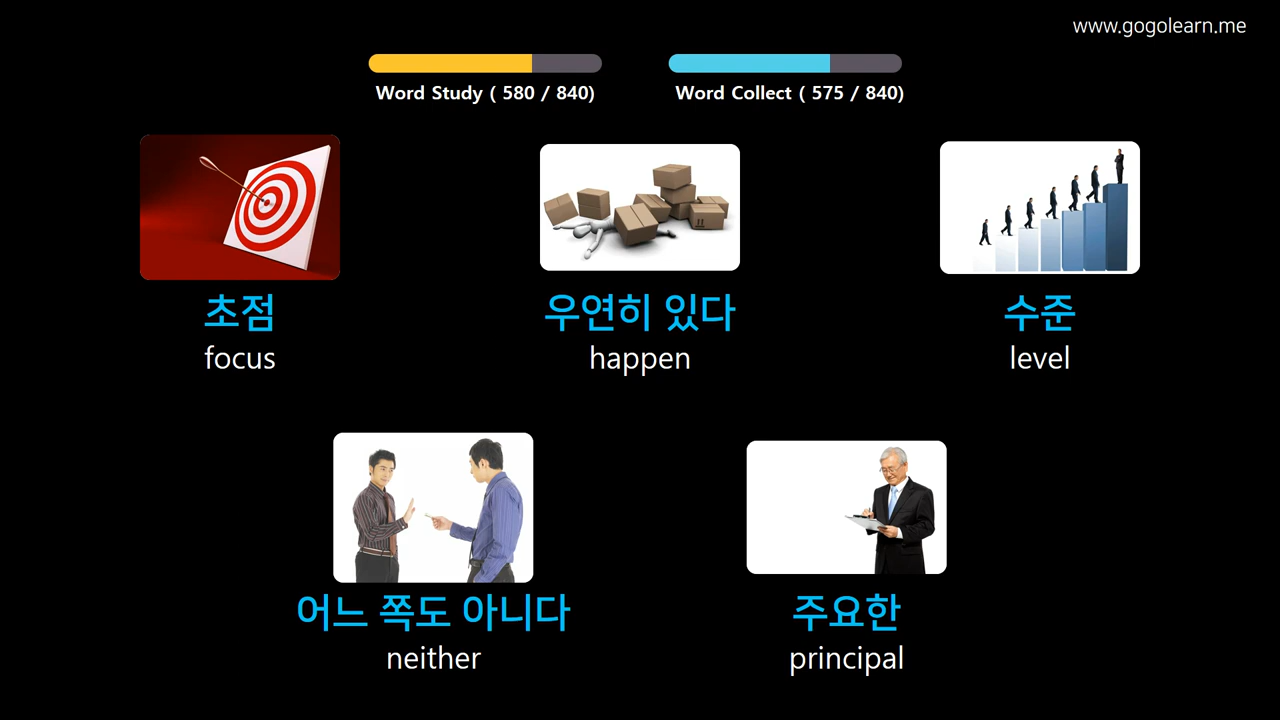 www.gogolearn.me
Word Study ( 580 / 840)
Word Collect ( 575 / 840)
초점
focus
우연히 있다
happen
수준
level
어느 쪽도 아니다
neither
주요한
principal